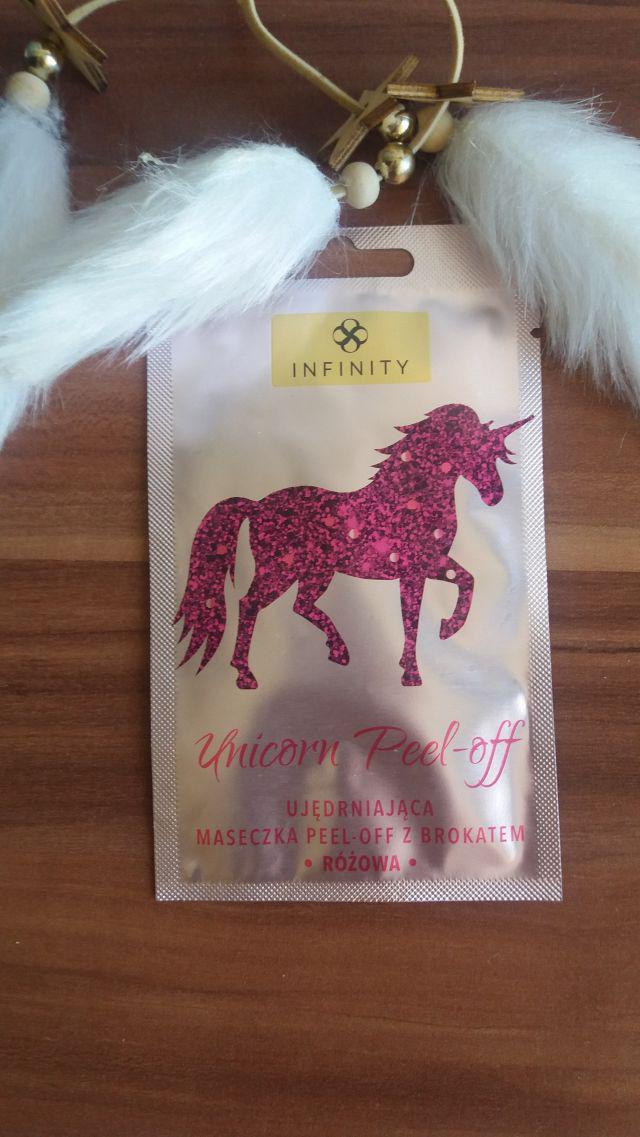 INFINITY
Unicorn Peel-off
UJĘDRNIAJĄCA
MASECZKA PEEL-OFF Z BROKATEM
• RÓŻOWA •